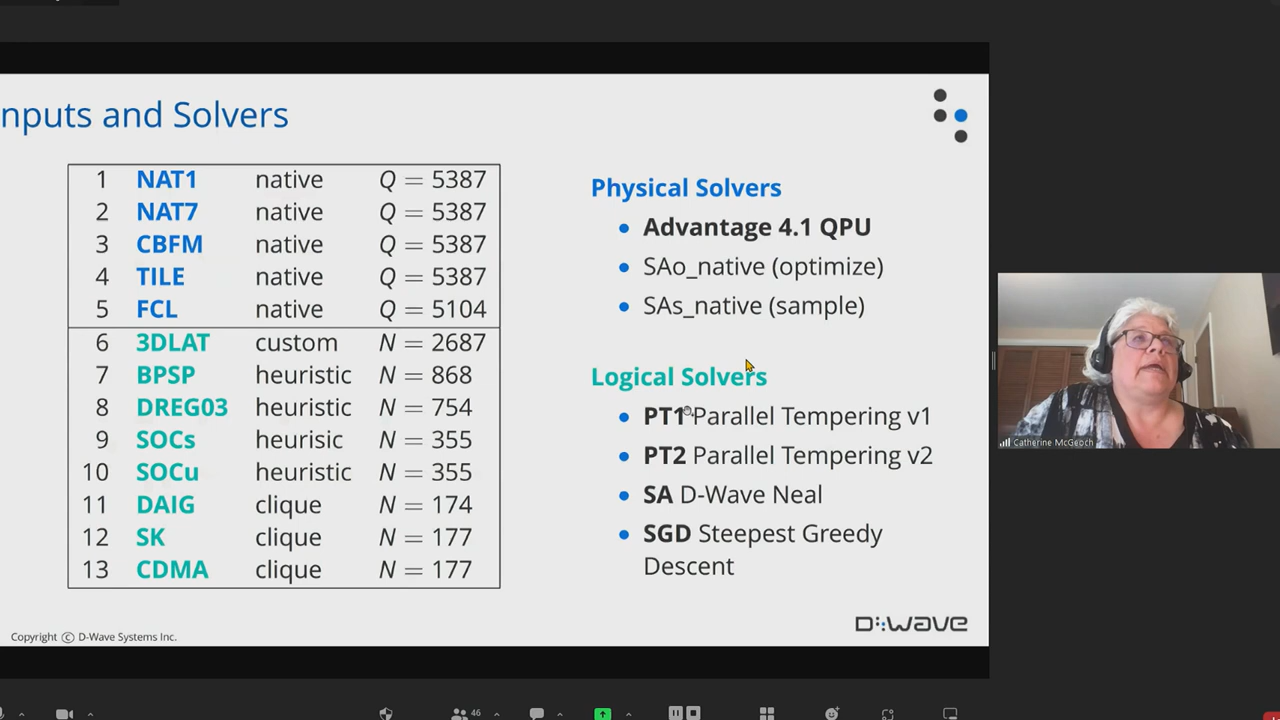 nputs and Solvers
1 NAT1 native Q = 5387
2 NAT7 native Q = 5387
3 CBFM native Q = 5387
4 TILE native Q = 5387
5 FCL native Q = 5104
6 3DLAT custom N = 2687
7 BPSP heuristic N = 868
8 DREG03 heuristic N = 754
9 SOCs heurisic N = 355
10 SOCu heuristic N = 355
11 DAIG clique N = 174
12 SK clique N = 177
13 CDMA clique N = 177
Physical Solvers
• Advantage 4.1 QPU
• SAo_native (optimize)
• SAs_native (sample)
Logical Solvers
• PT1 Parallel Tempering v1
• PT2 Parallel Tempering v2
• SA D-Wave Neal
• SGD Steepest Greedy
Descent
Copyright © D-Wave Systems Inc.
D:wave
Catherine McGeoch
46